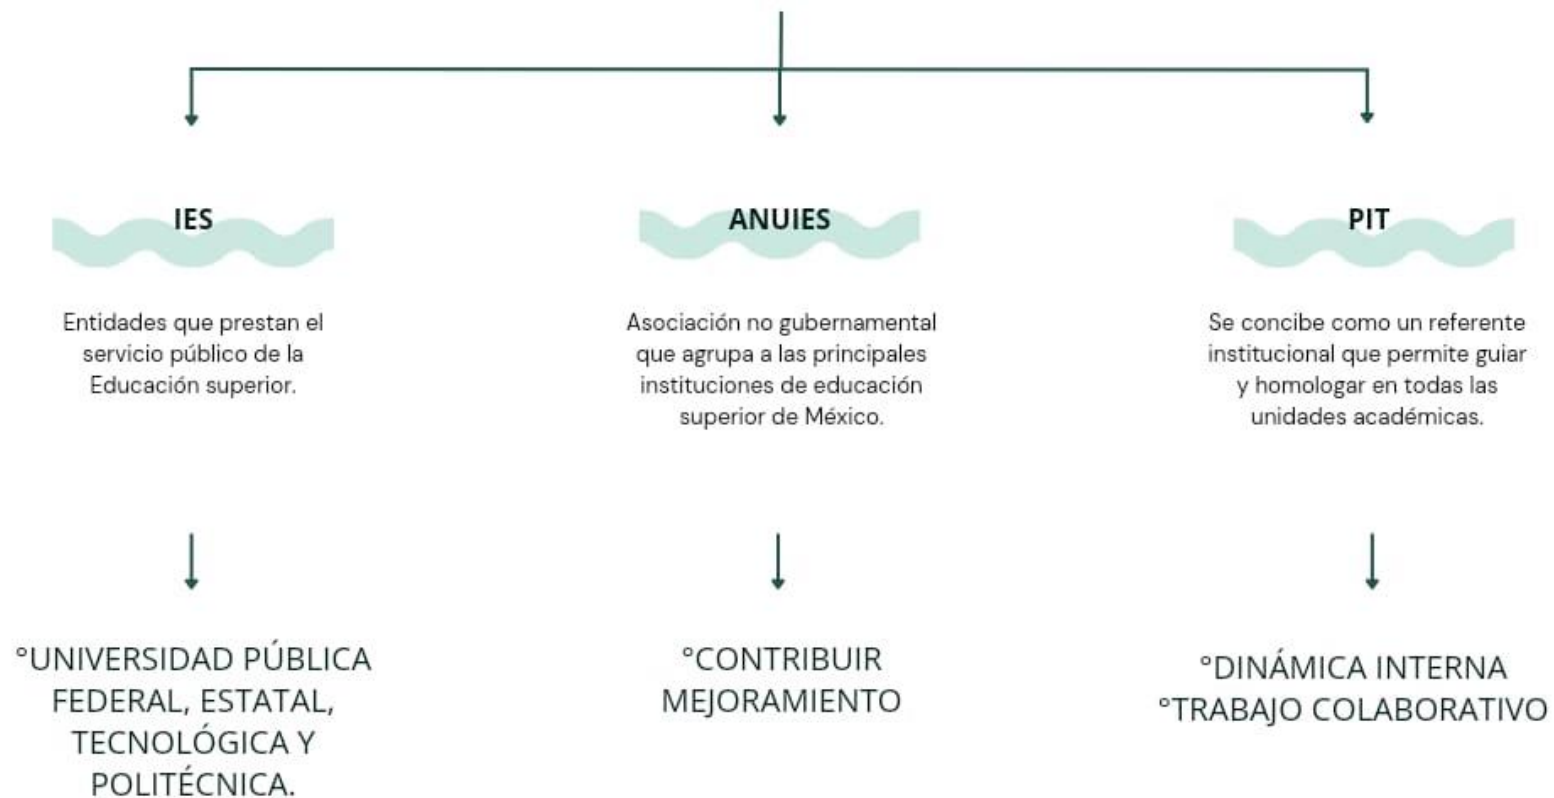 IES
Entidades que prestan el
servicio público de la
Educación superior.
°UNIVERSIDAD PÚBLICA
FEDERAL, ESTATAL,
TECNOLÓGICA Y
POLITÉCNICA.
ANUIES
Asociación no gubernamental
que agrupa a las principales
instituciones de educación
superior de México.
°CONTRIBUIR
MEJORAMIENTO
PIT
Se concibe como un referente
institucional que permite guiar
y homologar en todas las
unidades académicas.
°DINÁMICA INTERNA
°TRABAJO COLABORATIVO